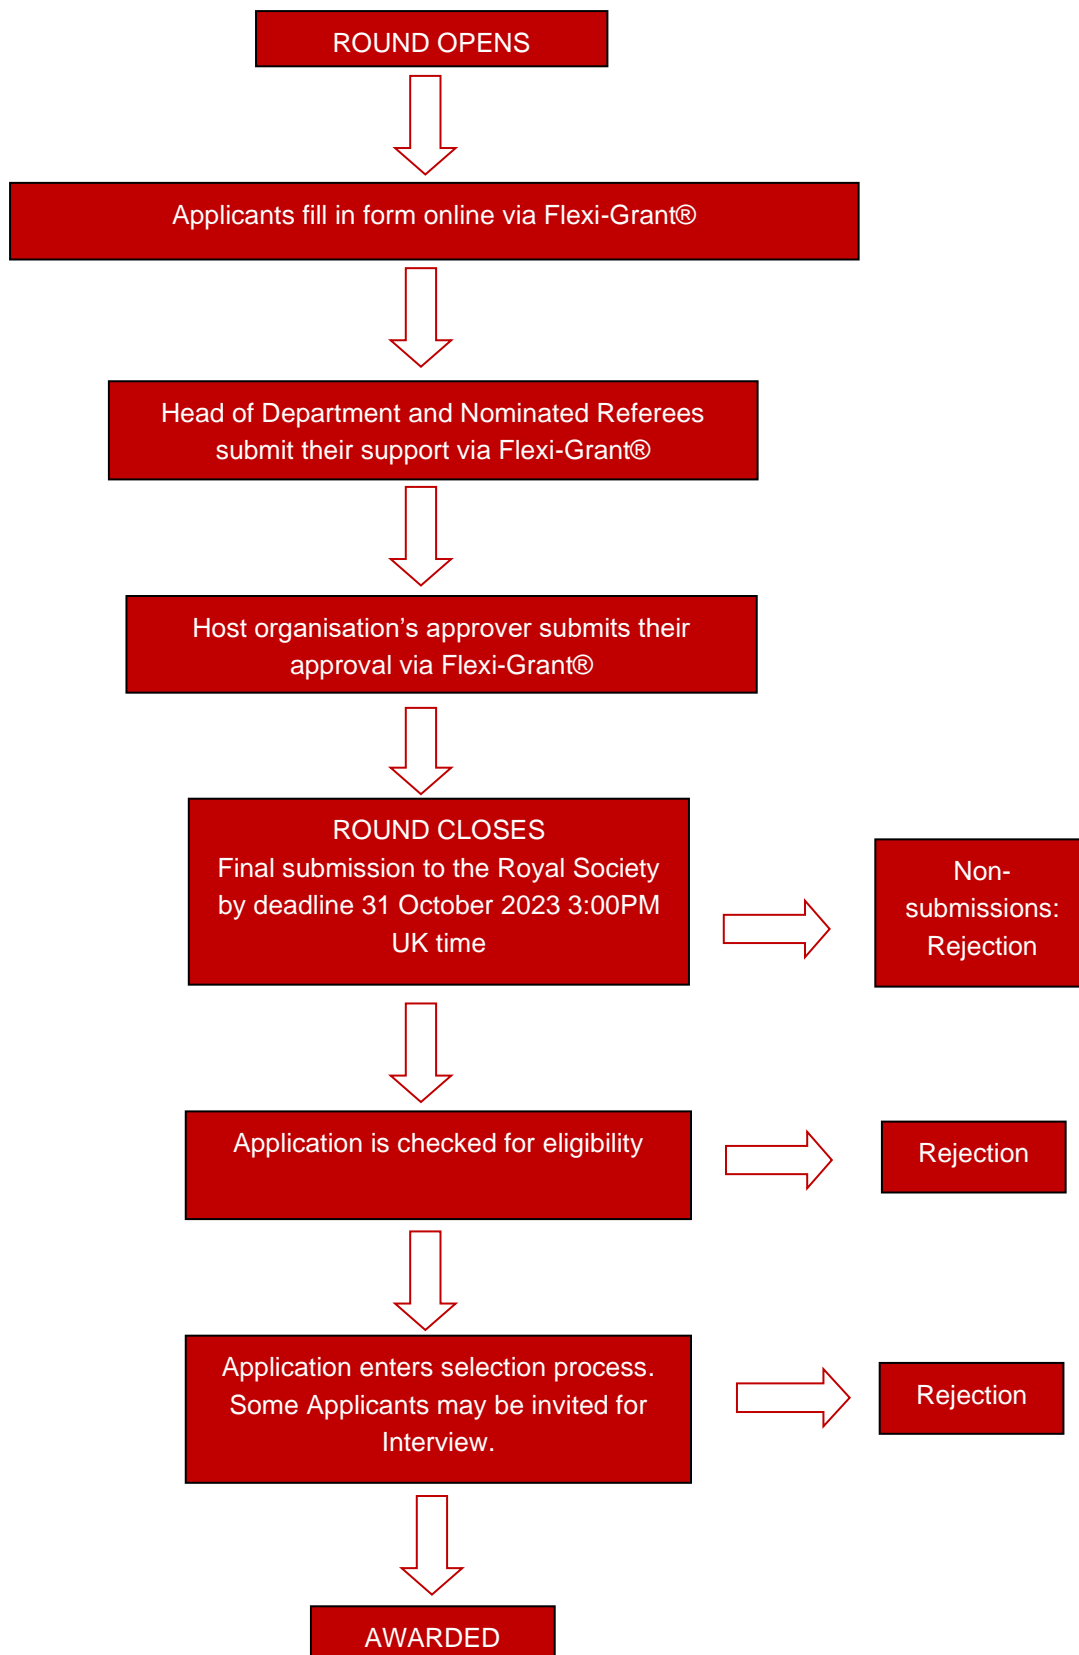 ROUND OPENS
Applicants fill in form online via Flexi-Grant®
Head of Department and Nominated Referees
submit their support via Flexi-Grant®
Host organisation’s approver submits their
approval via Flexi-Grant®
ROUND CLOSES
Final submission to the Royal Society
by deadline 31 October 2023 3:00PM
UK time
Non-
submissions:
Rejection
Application is checked for eligibility
Rejection
Application enters selection process.
Some Applicants may be invited for
Interview.
Rejection
AWARDED